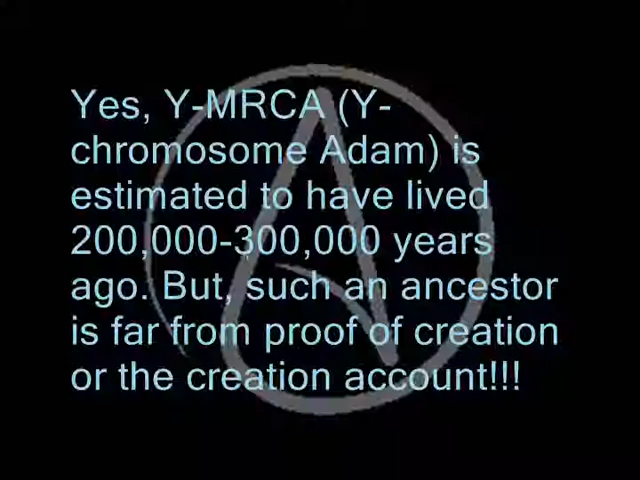 Yes, Y-MRCA (Y-
chromosome Adam) is
estimated to have lived
200,000-300,000 years
ago. But, such an ancestor
is far from proof of creation
or the creation account!!!